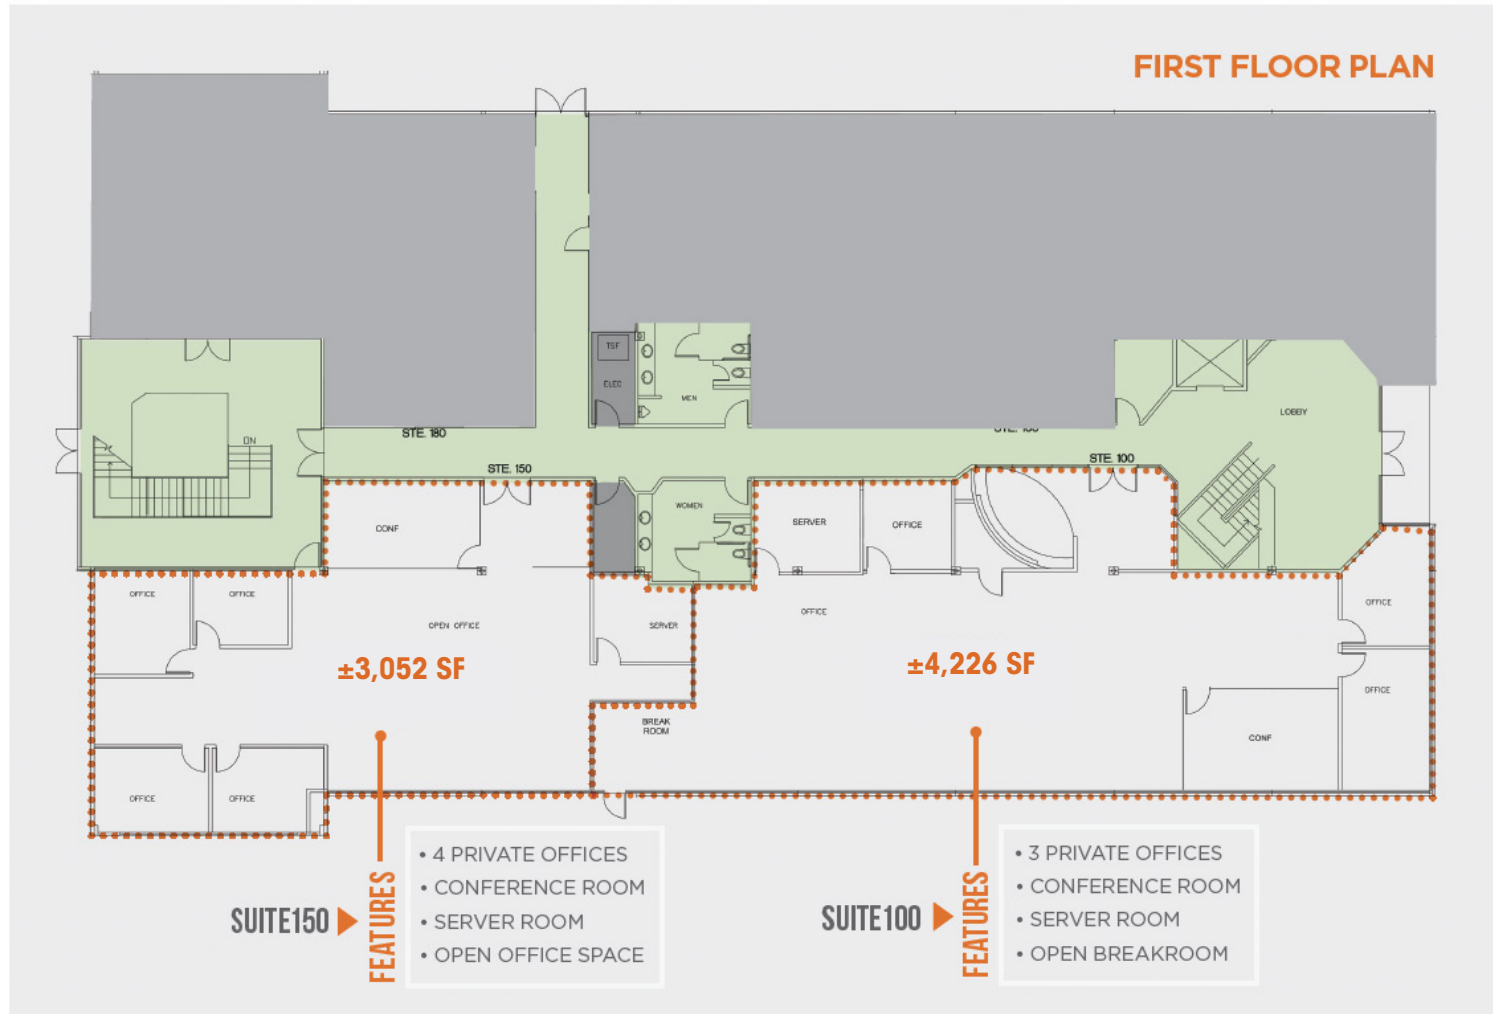 FIRST FLOOR PLAN
TSF
ELEC
MEN
LOBBY
DN
STE. 180
STE. 150
STE. 100
WOMEN
CONF
SERVER
OFFICE
OFFICE
OFFICE
OPEN OFFICE
SERVER
OFFICE
OFFICE
±3,052 SF
±4,226 SF
OFFICE
BREAK
ROOM
CONF
OFFICE
OFFICE
SUITE150
FEATURES
• 4 PRIVATE OFFICES
• CONFERENCE ROOM
• SERVER ROOM
• OPEN OFFICE SPACE
SUITE100
FEATURES
• 3 PRIVATE OFFICES
• CONFERENCE ROOM
• SERVER ROOM
• OPEN BREAKROOM